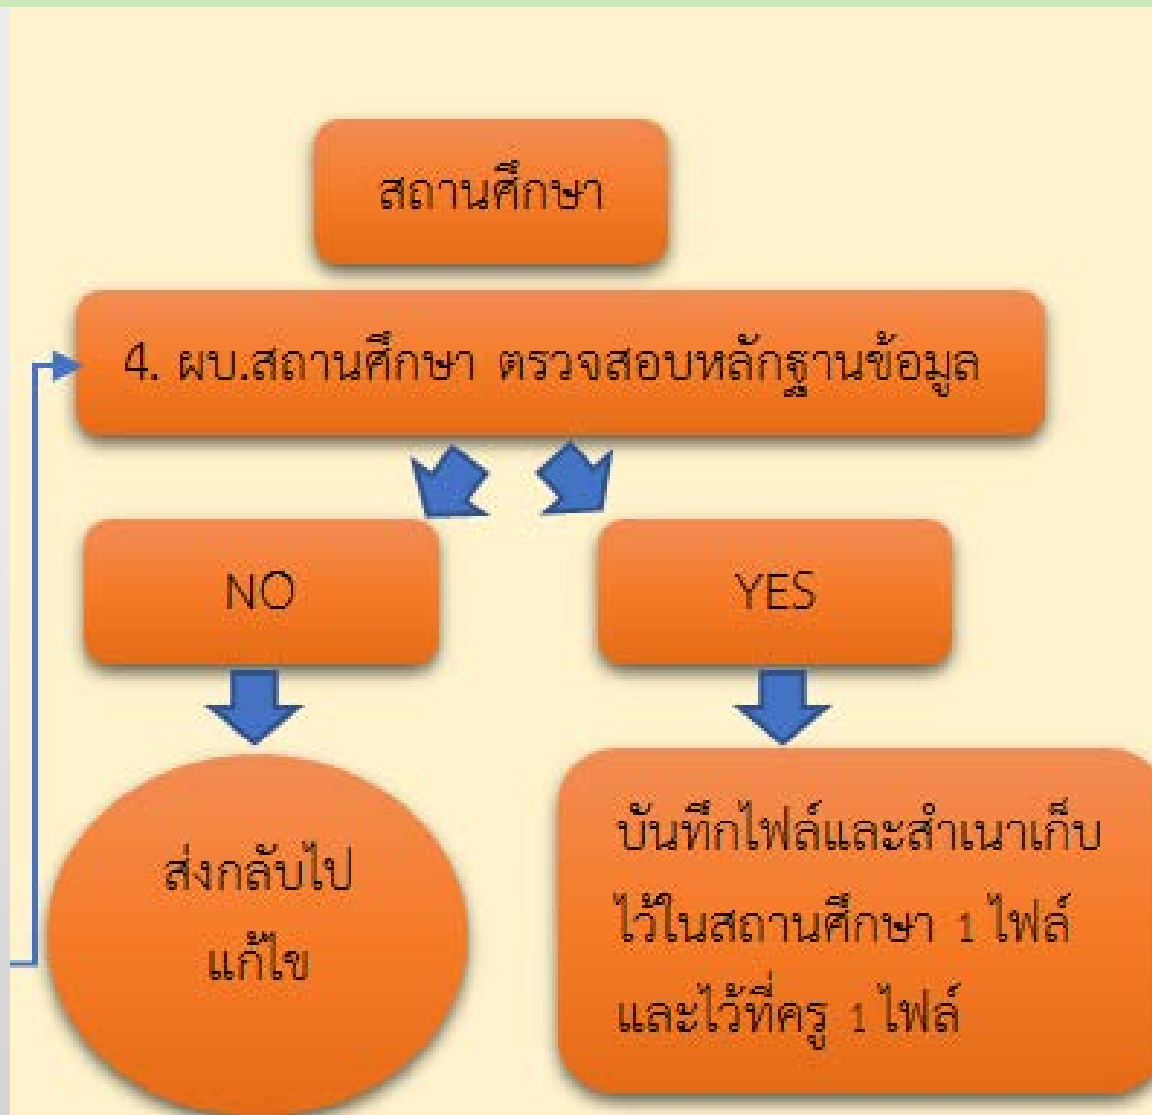 สถานศึกษา
4. ผบ.สถานศึกษา ตรวจสอบหลักฐานข้อมูล
NO
YES
ส่งกลับไป
แก้ไข
บันทึกไฟล์และสำเนาเก็บ
ไว้ในสถานศึกษา 1 ไฟล์
และไว้ที่ครู 1 ไฟล์